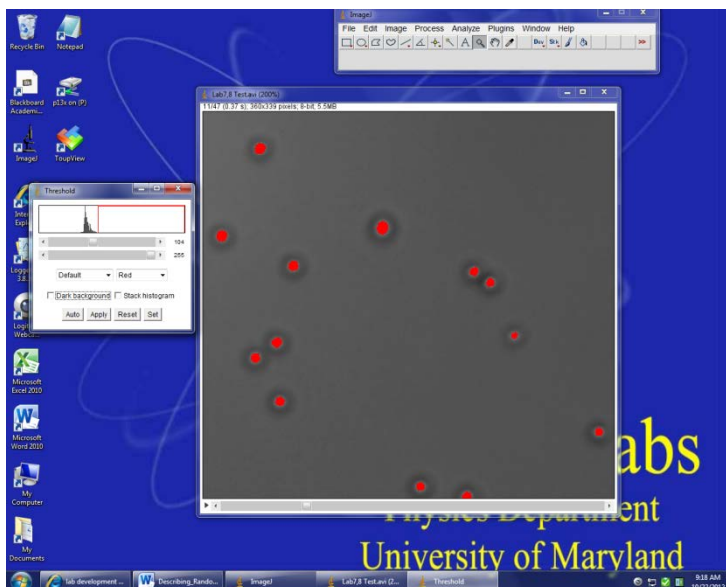 Recycle Bin
Notepad
Blackboard
Academi...
p13x on (P)
ImageJ
ToupView
Microsoft
Excel 2010
Microsoft
Word 2010
My
Computer
My
Documents
ImageJ
File Edit Image Process Analyze Plugins Window Help
A Dev Stk >>
Lab7,8 Test.avi (200%)
11/47 (0.37 s); 360x339 pixels; 8-bit; 5.5MB
Threshold
104
255
Default Red
Dark background Stack histogram
Auto Apply Reset Set
abs
Physics Department
University of Maryland
lab development ... Describing_Rando... ImageJ Lab7,8 Test.avi (2... Threshold
9:18 AM